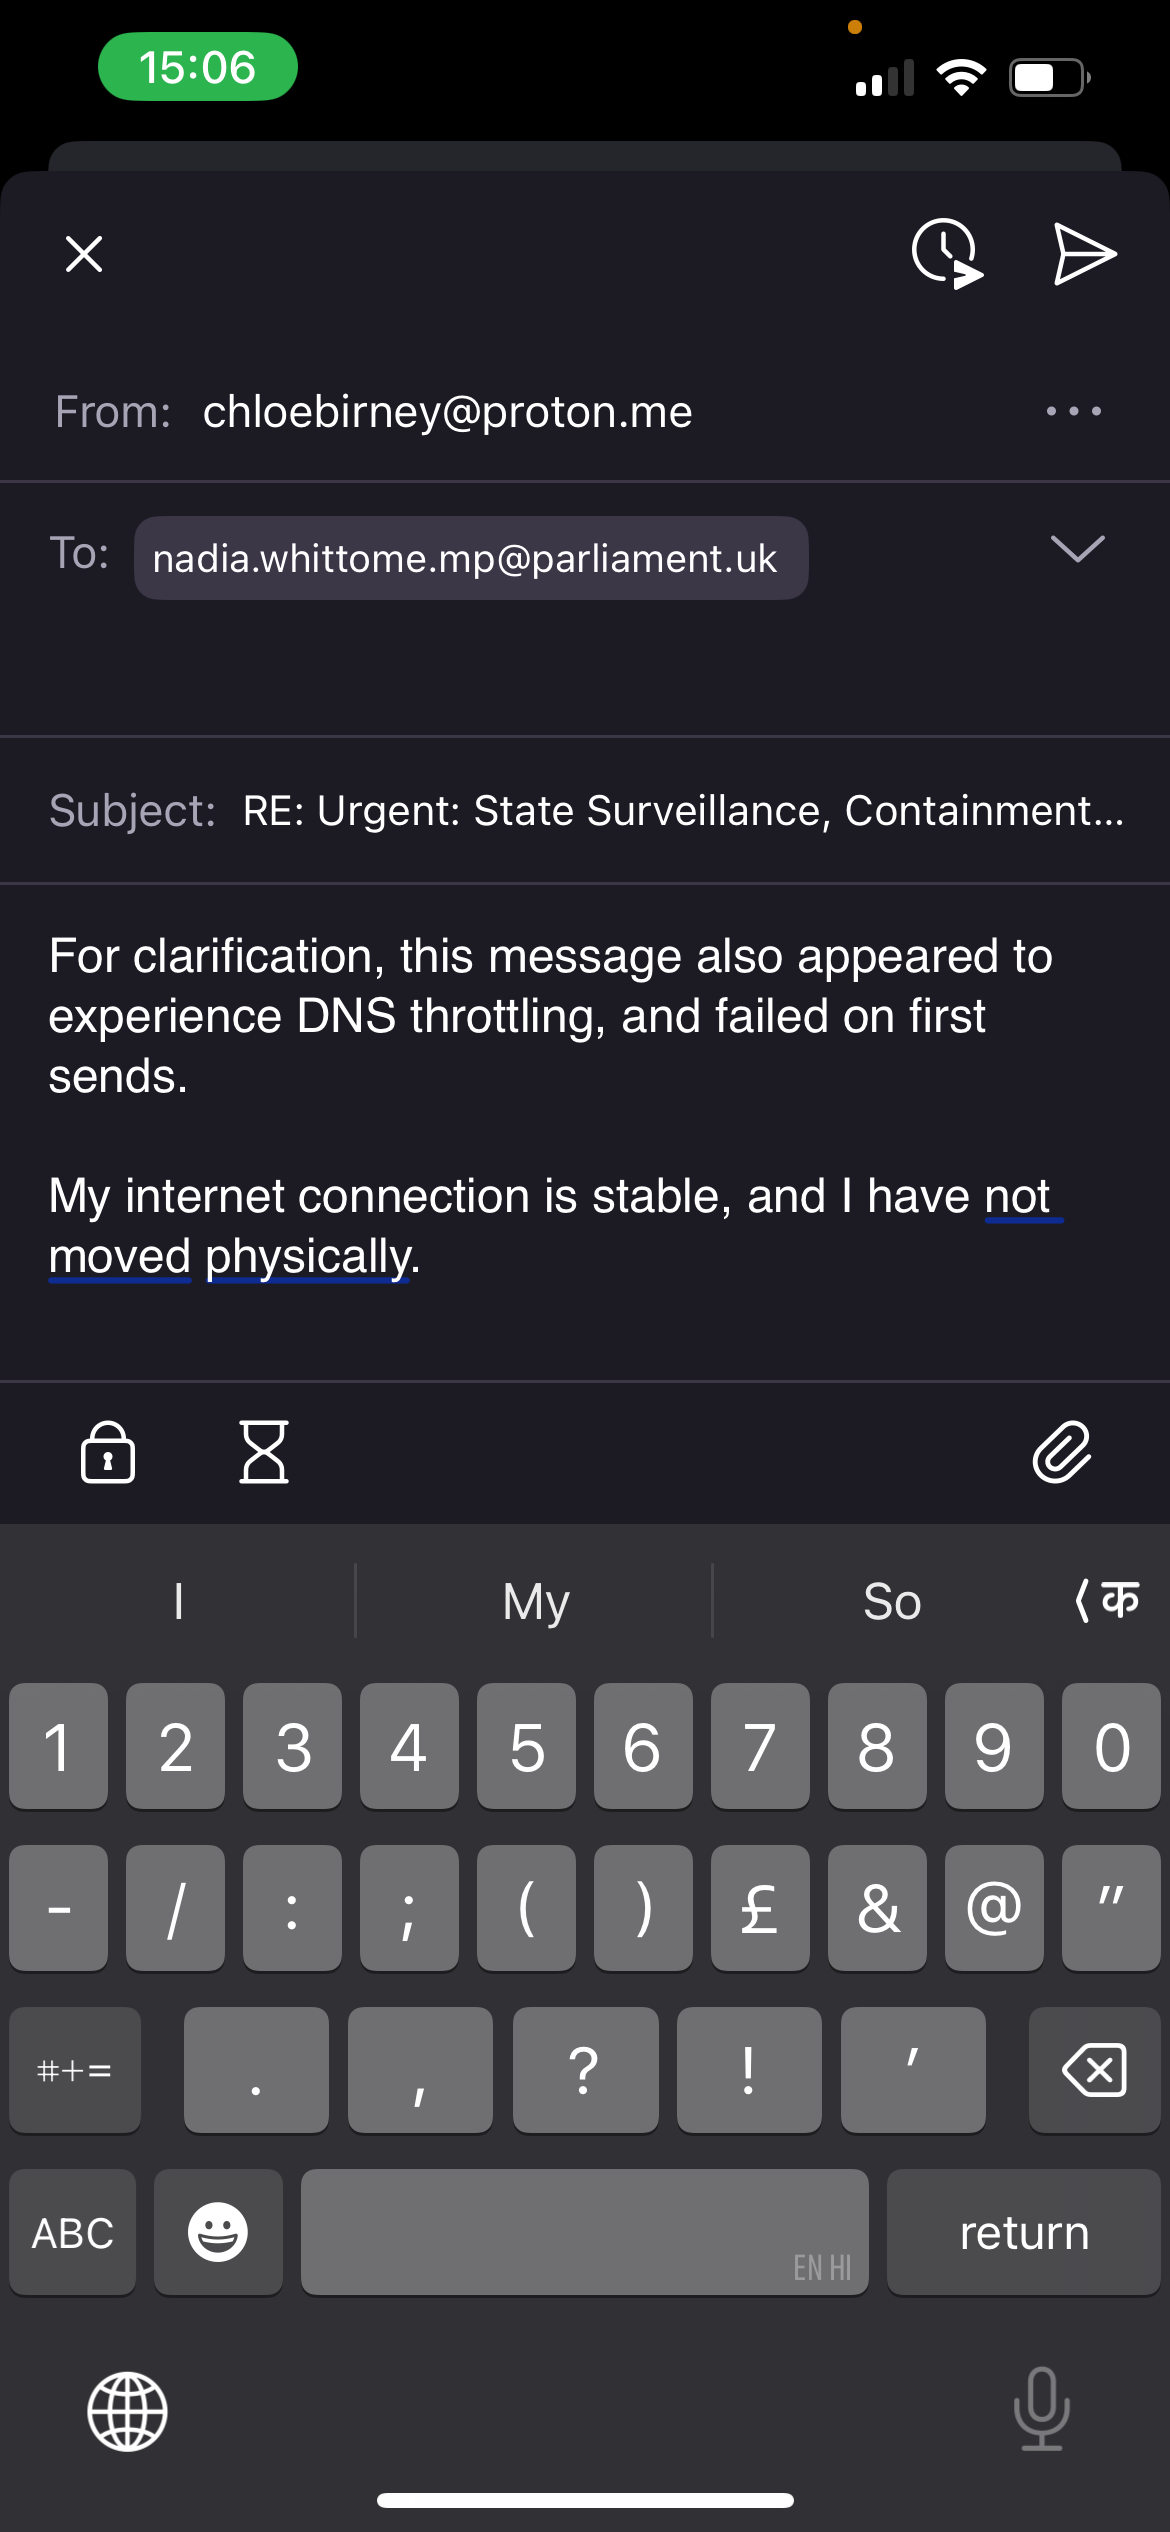 15:06
From: chloebirney@proton.me
To: nadia.whittome.mp@parliament.uk
Subject: RE: Urgent: State Surveillance, Containment...
For clarification, this message also appeared to
experience DNS throttling, and failed on first
sends.
My internet connection is stable, and I have not
moved physically.
I My So क
1 2 3 4 5 6 7 8 9 0
- / : ; ( ) £ & @ "
#+= . , ? ! '
ABC EN HI return